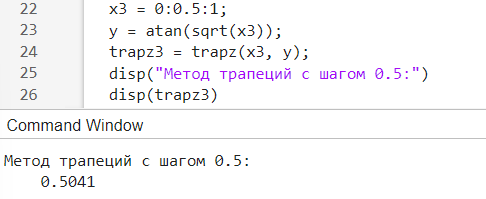 22 x3 = 0:0.5:1;
23 y = atan(sqrt(x3));
24 trapz3 = trapz(x3, y);
25 disp("Метод трапеций с шагом 0.5:")
26 disp(trapz3)
Command Window
Метод трапеций с шагом 0.5:
0.5041